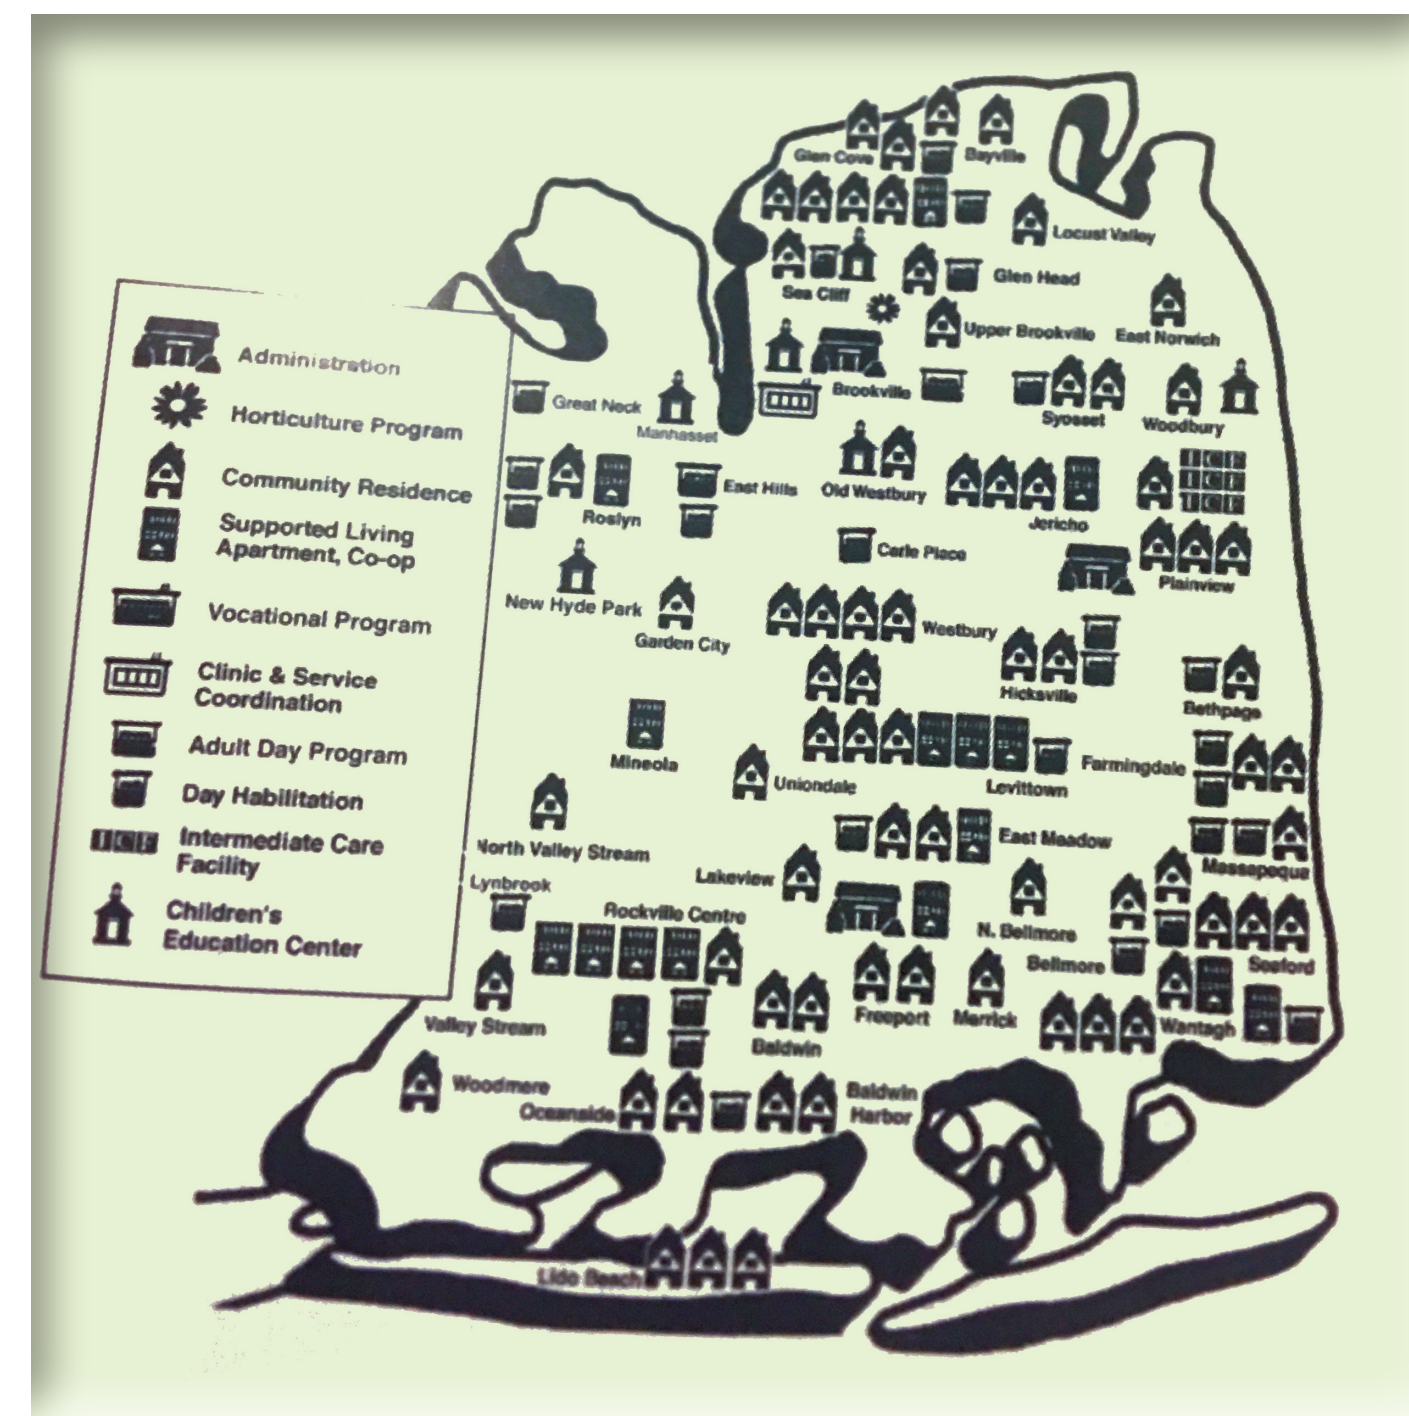 Glen Cove
Bayville
Locust Valley
Sea Cliff
Glen Head
Upper Brookville
East Norwich
Administration
Horticulture Program
Community Residence
Supported Living
Apartment, Co-op
Vocational Program
Clinic & Service
Coordination
Adult Day Program
Day Habilitation
ICF
Intermediate Care
Facility
Children's
Education Center
Great Neck
Manhasset
Brookville
Syosset
Woodbury
Roslyn
East Hills
Old Westbury
Jericho
ICF
ICF
ICF
Plainview
Carle Place
New Hyde Park
Garden City
Westbury
Hicksville
Bethpage
Mineola
Uniondale
Levittown
Farmingdale
North Valley Stream
East Meadow
Massapequa
Lakeview
Lynbrook
Rockville Centre
N. Bellmore
Bellmore
Seaford
Valley Stream
Baldwin
Freeport
Merrick
Wantagh
Woodmere
Oceanside
Baldwin
Harbor
Lido Beach